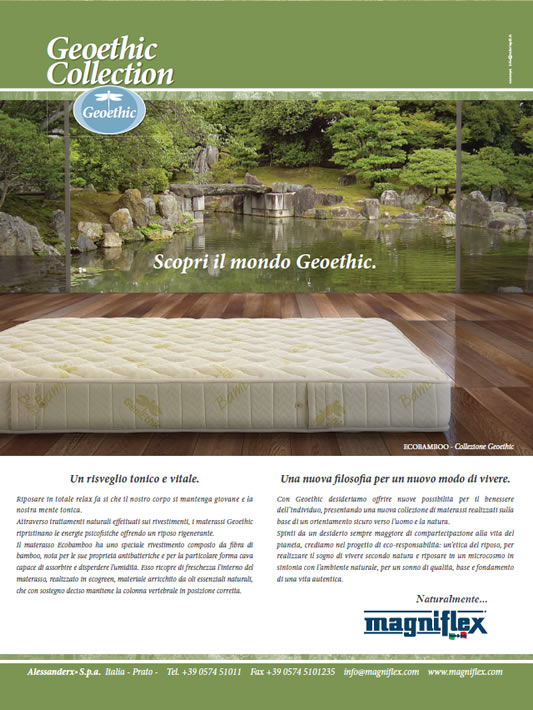 Geoethic
Collection
Geoethic
Scopri il mondo Geoethic.
ECOBAMBOO - Collezione Geoethic
Un risveglio tonico e vitale.
Riposare in totale relax fa sì che il nostro corpo si mantenga giovane e la
nostra mente tonica.
Attraverso trattamenti naturali effettuati sui rivestimenti, i materassi Geoethic
ripristinano le energie psicofisiche offrendo un riposo rigenerante.
Il materasso Ecobamboo ha uno speciale rivestimento composto da fibra di
bamboo, nota per le sue proprietà antibatteriche e per la particolare forma cava
capace di assorbire e disperdere l'umidità. Esso ricopre di freschezza l'interno del
materasso, realizzato in ecogreen, materiale arricchito da oli essenziali naturali,
che con sostegno deciso mantiene la colonna vertebrale in posizione corretta.
Una nuova filosofia per un nuovo modo di vivere.
Con Geoethic desideriamo offrire nuove possibilità per il benessere
dell'individuo, presentando una nuova collezione di materassi realizzati sulla
base di un orientamento sicuro verso l'uomo e la natura.
Spinti da un desiderio sempre maggiore di compartecipazione alla vita del
pianeta, crediamo nel progetto di eco-responsabilità: un'etica del riposo, per
realizzare il sogno di vivere secondo natura e riposare in un microcosmo in
sintonia con l'ambiente naturale, per un sonno di qualità, base e fondamento
di una vita autentica.
Naturalmente...
magniflex
Alessanderx S.p.a. Italia - Prato - Tel. +39 0574 51011 Fax +39 0574 5101235 info@magniflex.com www.magniflex.com